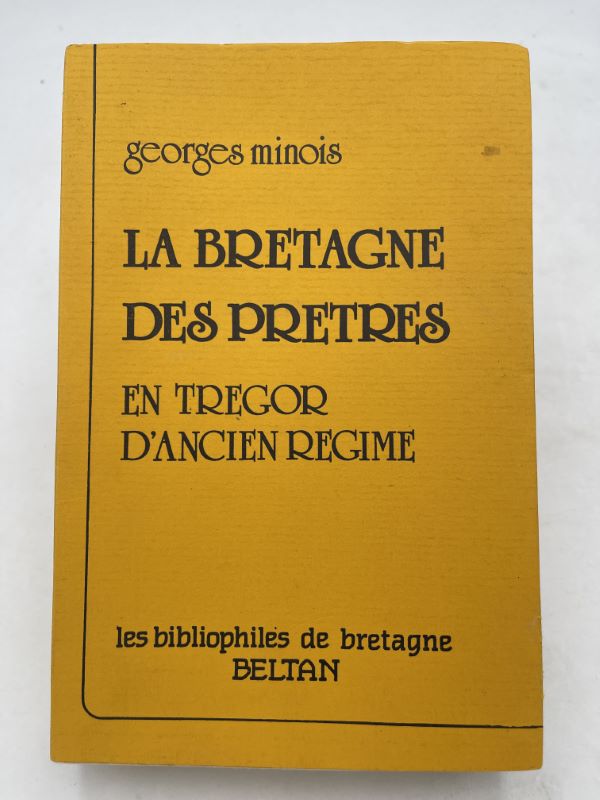 georges minois
LA BRETAGNE
DES PRETRES
EN TREGOR
D'ANCIEN REGIME
les bibliophiles de bretagne
BELTAN